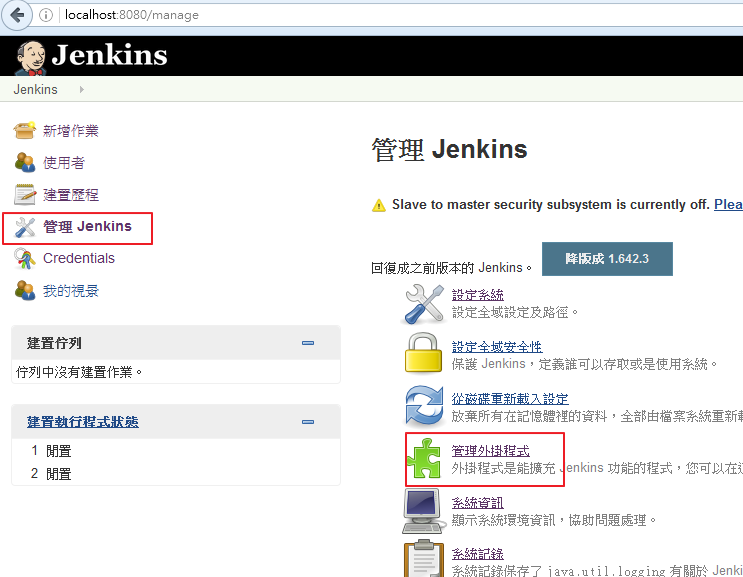 localhost:8080/manage
Jenkins
Jenkins
新增作業
使用者
建置歷程
管理 Jenkins
Credentials
我的視景
建置佇列
佇列中沒有建置作業。
建置執行程式狀態
1 閒置
2 閒置
管理 Jenkins
Slave to master security subsystem is currently off. Plea
回復成之前版本的 Jenkins。
降版成 1.642.3
設定系統
設定全域設定及路徑。
設定全域安全性
保護 Jenkins，定義誰可以存取或是使用系統。
從磁碟重新載入設定
放棄所有在記憶體裡的資料，全部由檔案系統重新載
管理外掛程式
外掛程式是能擴充 Jenkins 功能的程式，您可以在這
系統資訊
顯示系統環境資訊，協助問題處理。
系統記錄
系統記錄保存了 java.util.logging 有關於 Jenki